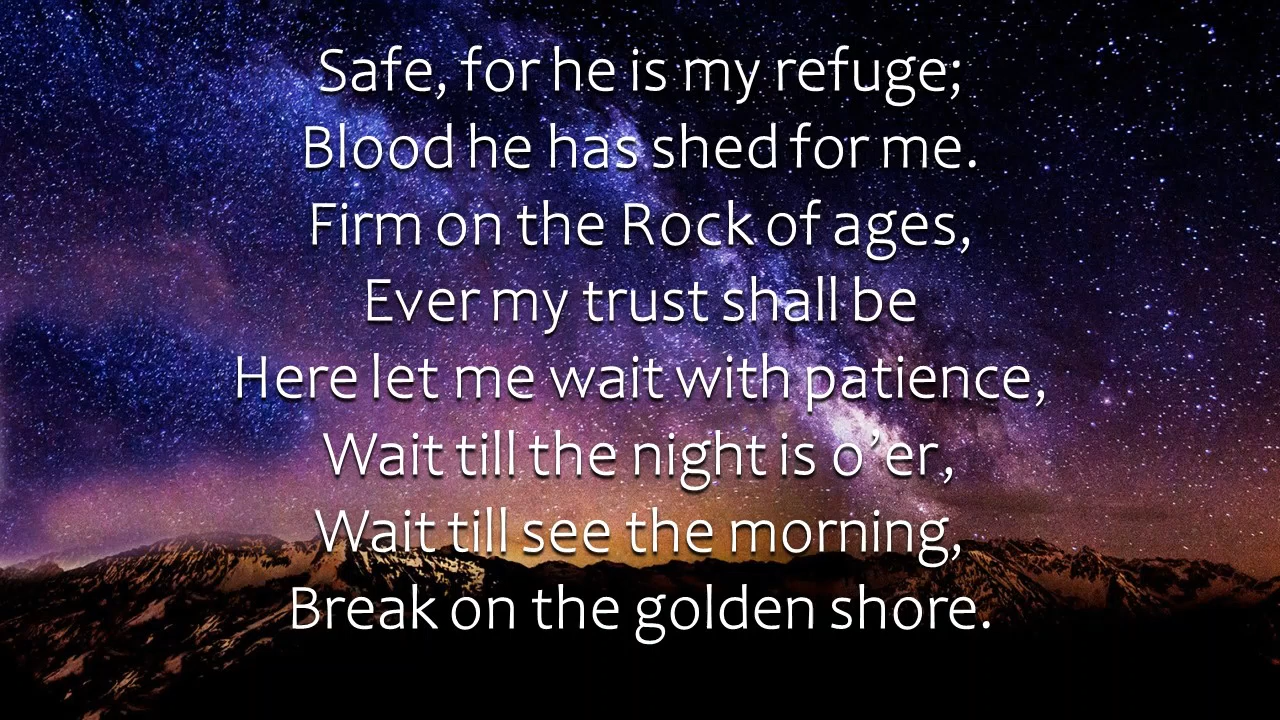 Safe, for he is my refuge;
Blood he has shed for me.
Firm on the Rock of ages,
Ever my trust shall be
Here let me wait with patience,
Wait till the night is o’er,
Wait till see the morning,
Break on the golden shore.